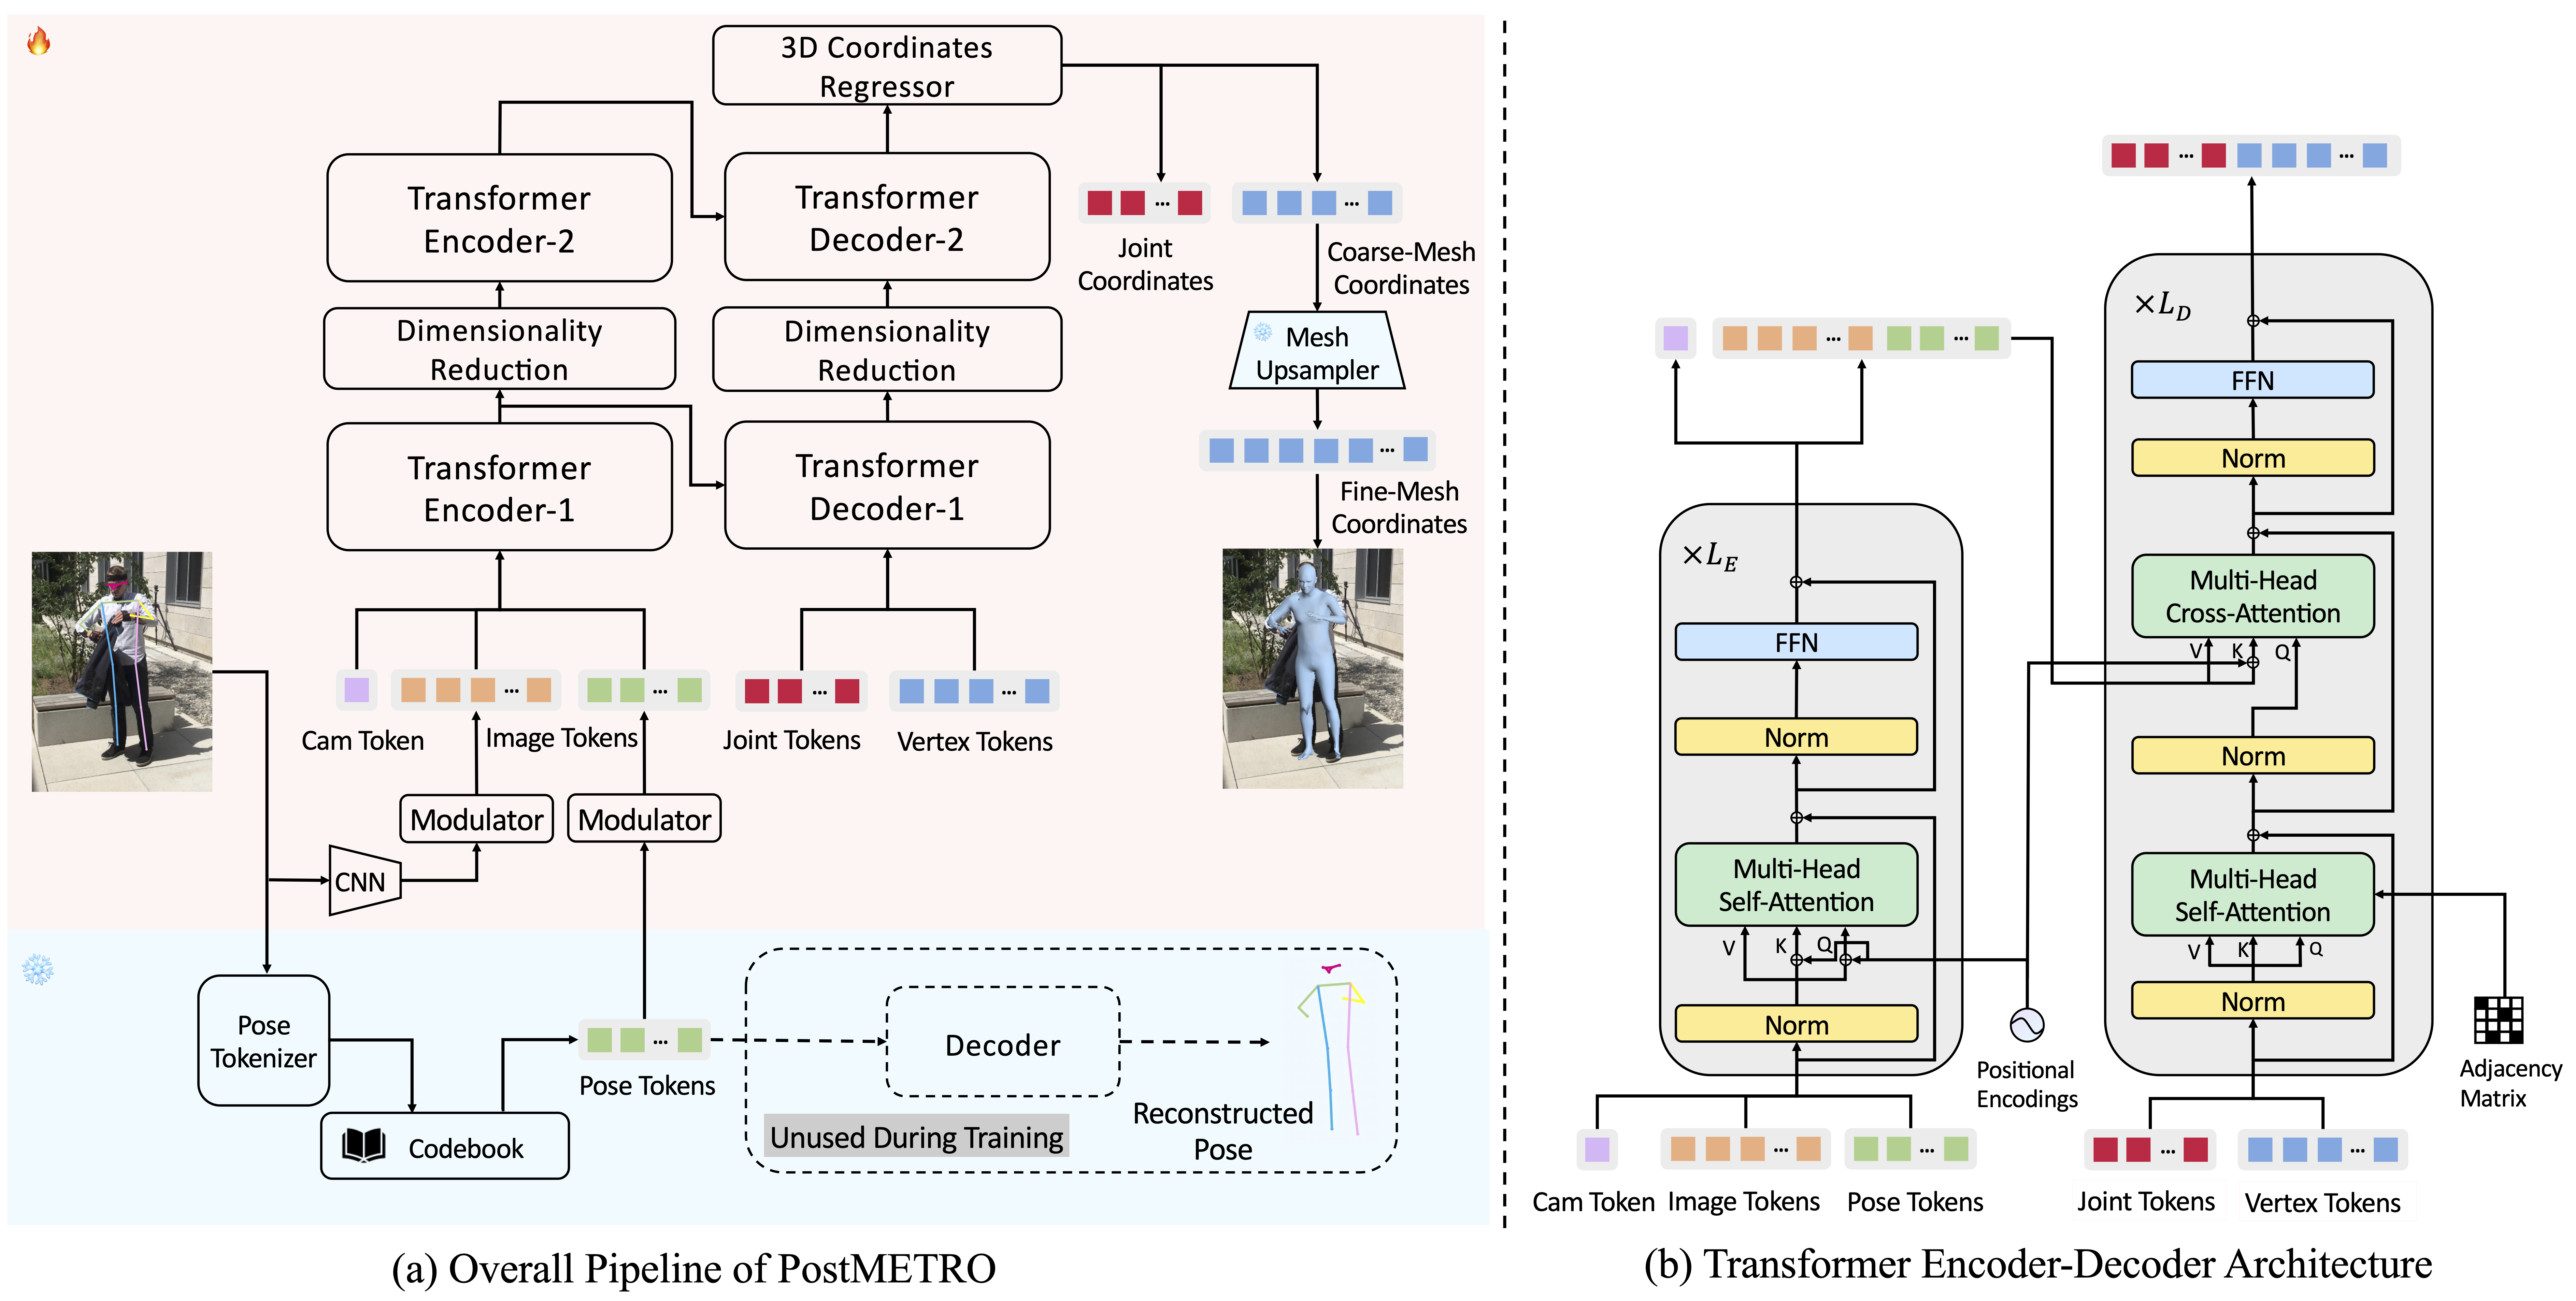 3D Coordinates
Regressor
Transformer
Encoder-2
Transformer
Decoder-2
Joint
Coordinates
Coarse-Mesh
Coordinates
Dimensionality
Reduction
Dimensionality
Reduction
Mesh
Upsampler
Transformer
Encoder-1
Transformer
Decoder-1
Fine-Mesh
Coordinates
Cam Token
Image Tokens
Joint Tokens
Vertex Tokens
Modulator
Modulator
CNN
Pose
Tokenizer
Codebook
Pose Tokens
Decoder
Unused During Training
Reconstructed
Pose
(a) Overall Pipeline of PostMETRO
×L_E
FFN
Norm
Multi-Head
Self-Attention
V
K
Q
Norm
Cam Token
Image Tokens
Pose Tokens
Positional
Encodings
×L_D
FFN
Norm
Multi-Head
Cross-Attention
V
K
Q
Norm
Multi-Head
Self-Attention
V
K
Q
Norm
Adjacency
Matrix
Joint Tokens
Vertex Tokens
(b) Transformer Encoder-Decoder Architecture